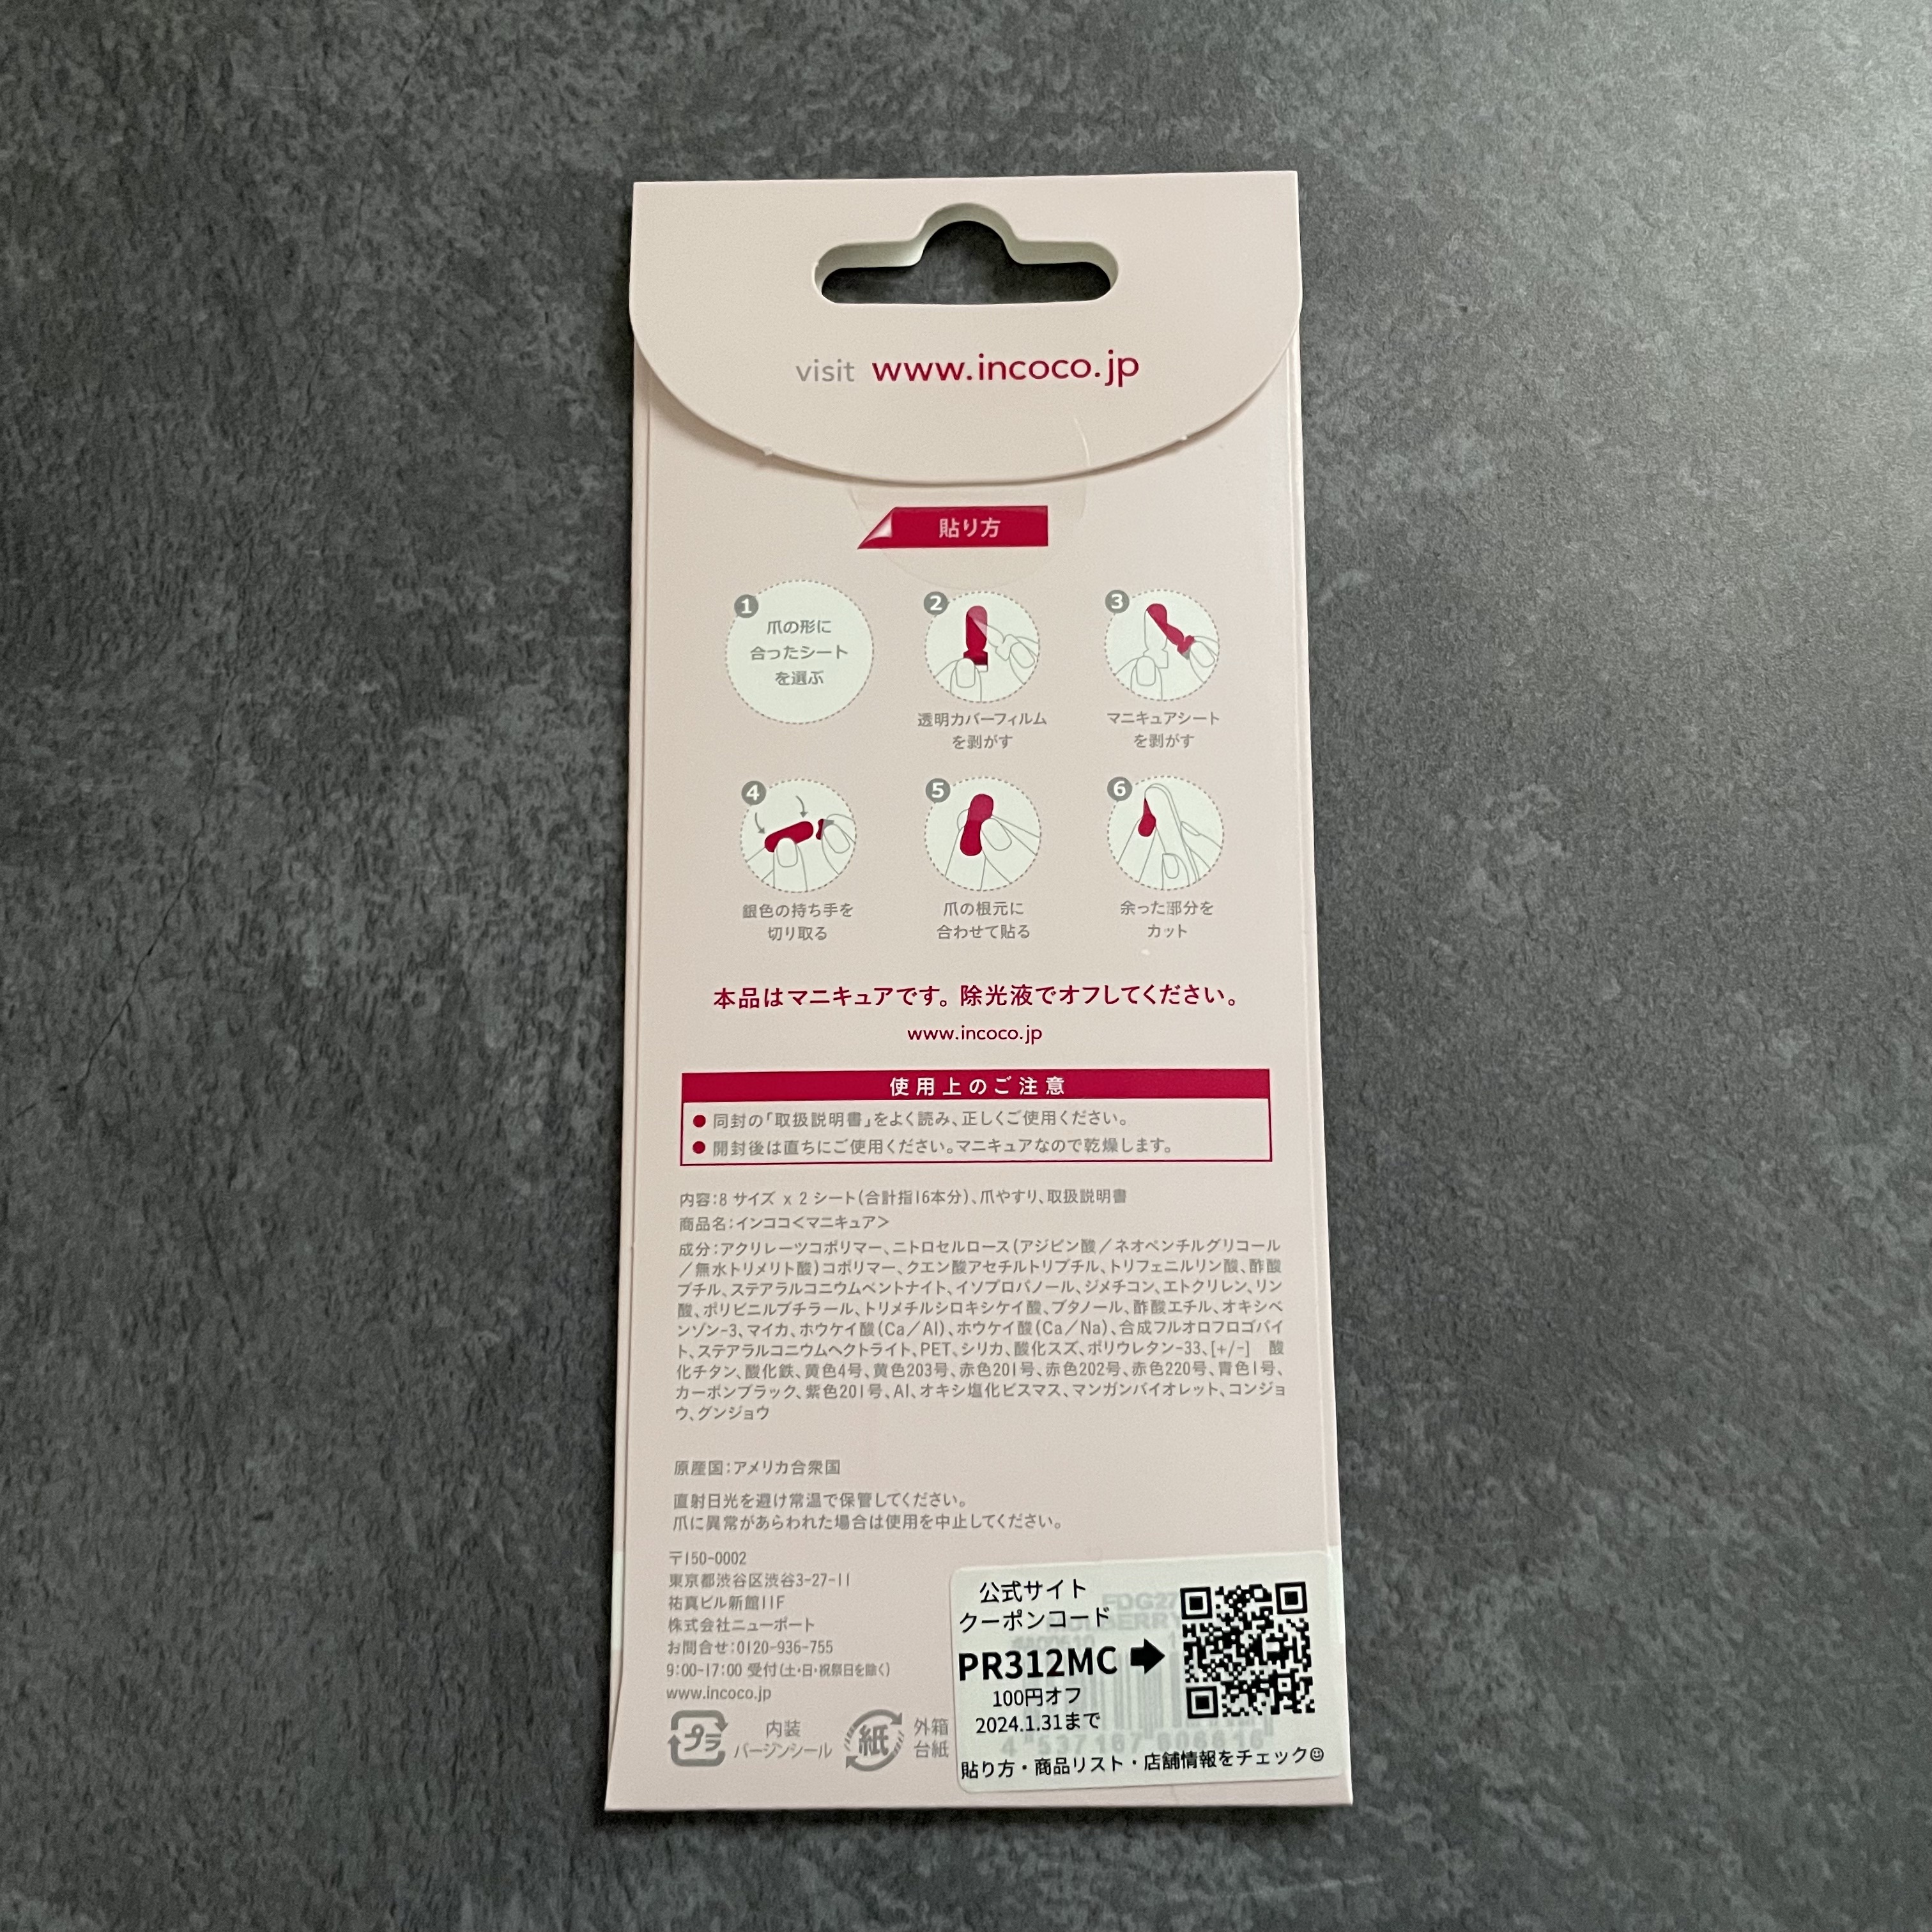 visit www.incoco.jp
貼り方
1
爪の形に
合ったシート
を選ぶ
2
透明カバーフィルム
を剥がす
3
マニキュアシート
を剥がす
4
銀色の持ち手を
切り取る
5
爪の根元に
合わせて貼る
6
余った部分を
カット
本品はマニキュアです。除光液でオフしてください。
www.incoco.jp
使用上のご注意
● 同封の「取扱説明書」をよく読み、正しくご使用ください。
● 開封後は直ちにご使用ください。マニキュアなので乾燥します。
内容:8 サイズ x 2 シート(合計指16本分)、爪やすり、取扱説明書
商品名:インココ<マニキュア>
成分:アクリレーツコポリマー、ニトロセルロース(アジピン酸/ネオペンチルグリコール
/無水トリメリト酸)コポリマー、クエン酸アセチルトリブチル、トリフェニルリン酸、酢酸
ブチル、ステアラルコニウムベントナイト、イソプロパノール、ジメチコン、エトクリレン、リン
酸、ポリビニルブチラール、トリメチルシロキシケイ酸、ブタノール、酢酸エチル、オキシベ
ンゾン-3、マイカ、ホウケイ酸(Ca/Al)、ホウケイ酸(Ca/Na)、合成フルオロフロゴパイ
ト、ステアラルコニウムヘクトライト、PET、シリカ、酸化スズ、ポリウレタン-33、[+/-] 酸
化チタン、酸化鉄、黄色4号、黄色203号、赤色201号、赤色202号、赤色220号、青色1号、
カーボンブラック、紫色201号、Al、オキシ塩化ビスマス、マンガンバイオレット、コンジョ
ウ、グンジョウ
原産国:アメリカ合衆国
直射日光を避け常温で保管してください。
爪に異常があらわれた場合は使用を中止してください。
〒150-0002
東京都渋谷区渋谷3-27-11
祐真ビル新館11F
株式会社ニューポート
お問合せ:0120-936-755
9:00-17:00 受付(土・日・祝祭日を除く)
www.incoco.jp
プラ
内装
バージンシール
紙
外箱
台紙
公式サイト
クーポンコード
PR312MC
100円オフ
2024.1.31まで
貼り方・商品リスト・店舗情報をチェック☺